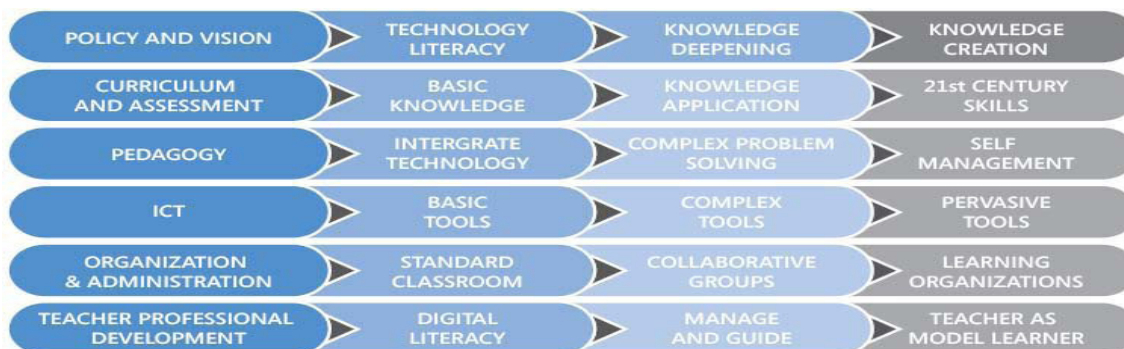 POLICY AND VISION
TECHNOLOGY
LITERACY
KNOWLEDGE
DEEPENING
KNOWLEDGE
CREATION
CURRICULUM
AND ASSESSMENT
BASIC
KNOWLEDGE
KNOWLEDGE
APPLICATION
21st CENTURY
SKILLS
PEDAGOGY
INTERGRATE
TECHNOLOGY
COMPLEX PROBLEM
SOLVING
SELF
MANAGEMENT
ICT
BASIC
TOOLS
COMPLEX
TOOLS
PERVASIVE
TOOLS
ORGANIZATION
& ADMINISTRATION
STANDARD
CLASSROOM
COLLABORATIVE
GROUPS
LEARNING
ORGANIZATIONS
TEACHER PROFESSIONAL
DEVELOPMENT
DIGITAL
LITERACY
MANAGE
AND GUIDE
TEACHER AS
MODEL LEARNER